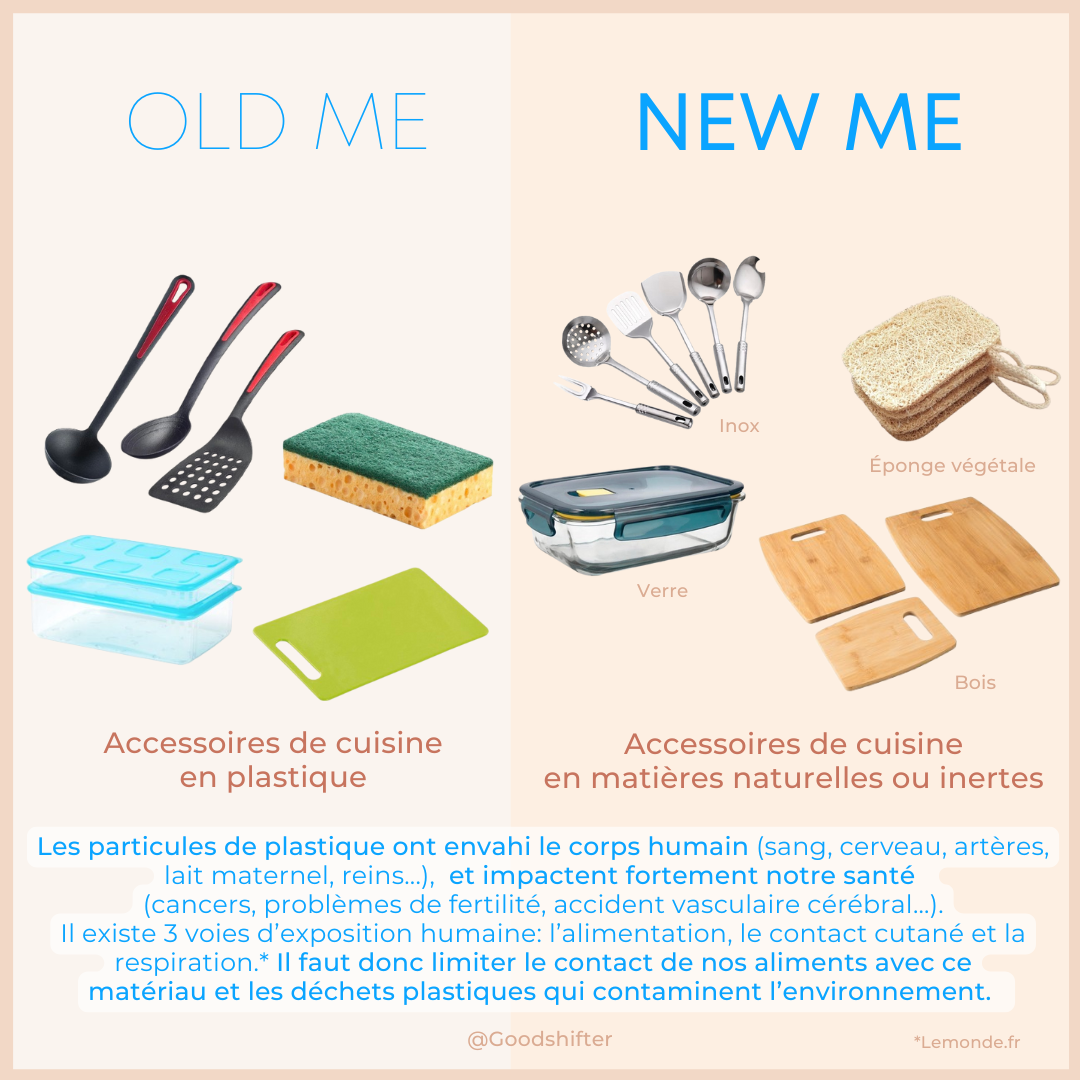 OLD ME
NEW ME
Inox
Éponge végétale
Verre
Bois
Accessoires de cuisine
en plastique
Accessoires de cuisine
en matières naturelles ou inertes
Les particules de plastique ont envahi le corps humain (sang, cerveau, artères,
lait maternel, reins...), et impactent fortement notre santé
(cancers, problèmes de fertilité, accident vasculaire cérébral...).
Il existe 3 voies d'exposition humaine: l'alimentation, le contact cutané et la
respiration.* Il faut donc limiter le contact de nos aliments avec ce
matériau et les déchets plastiques qui contaminent l'environnement.
@Goodshifter
*Lemonde.fr